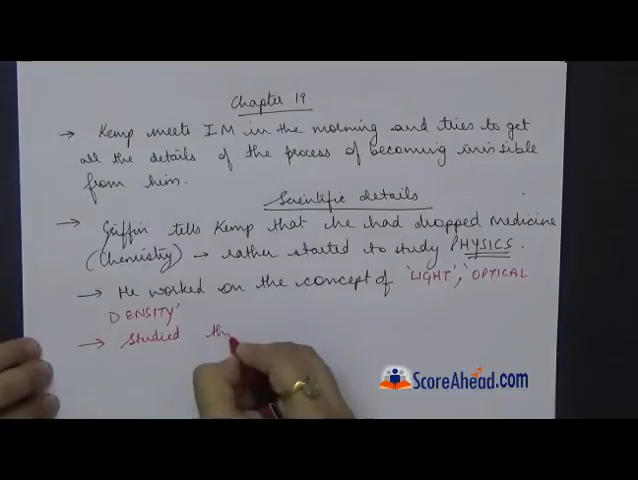 Chapter 19
→ Kemp meets I M in the morning and tries to get
all the details of the process of becoming invisible
from him.
Scientific details
→ Griffin tells Kemp that he had dropped medicine
(Chemistry) → rather started to study PHYSICS.
→ He worked on the concept of 'LIGHT', 'OPTICAL
DENSITY'
→ Studied th
ScoreAhead.com